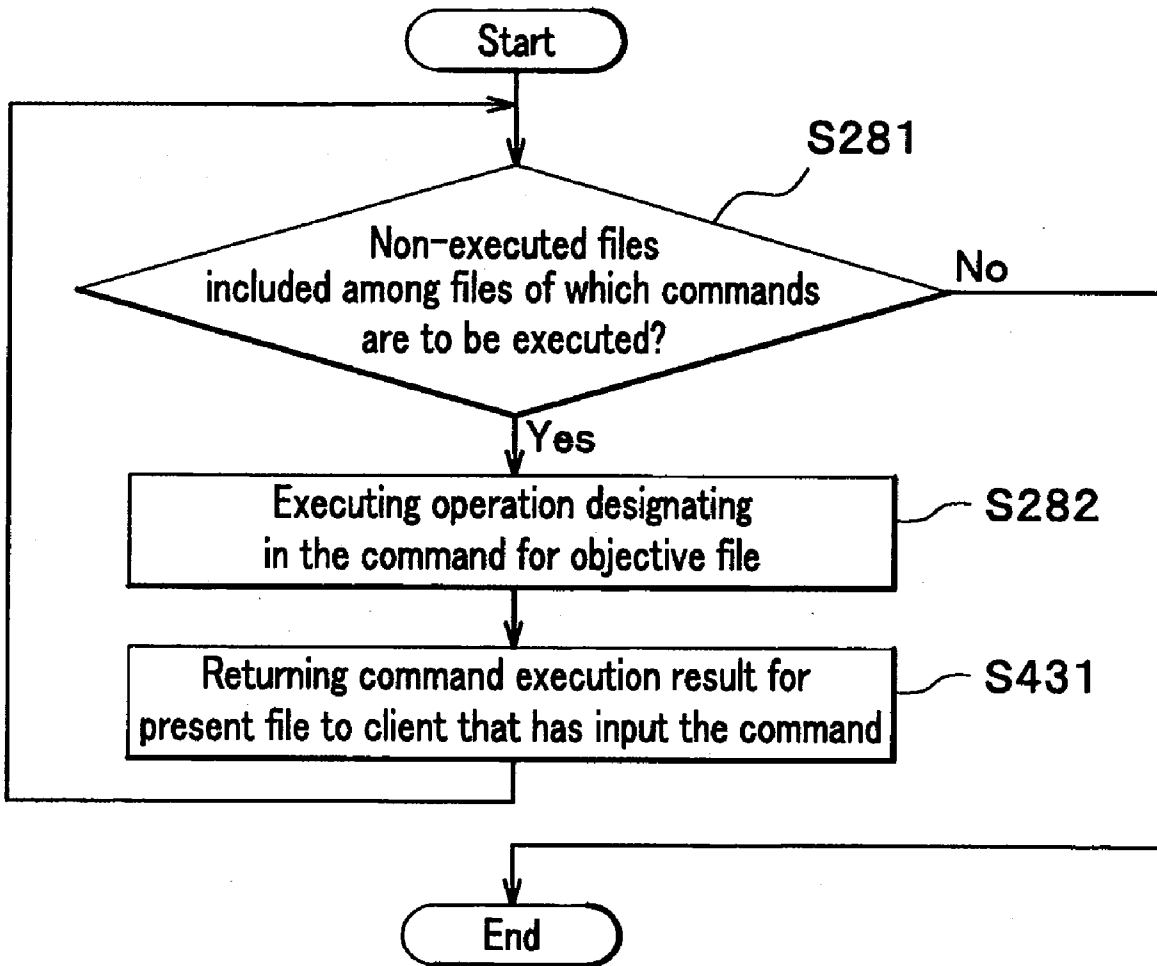 Start
S281
Non-executed files
included among files of which commands
are to be executed?
No
Yes
Executing operation designating
in the command for objective file
S282
Returning command execution result for
present file to client that has input the command
S431
End